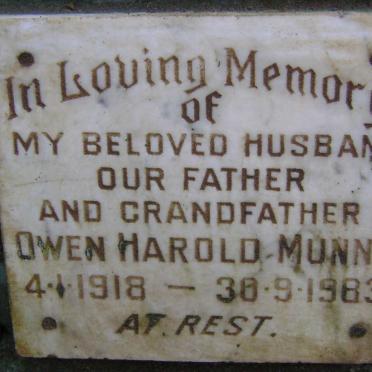 In Loving Memory
of
MY BELOVED HUSBAN
OUR FATHER
AND GRANDFATHER
OWEN HAROLD MUNN
4·1·1918 — 30·9·1983
AT REST.